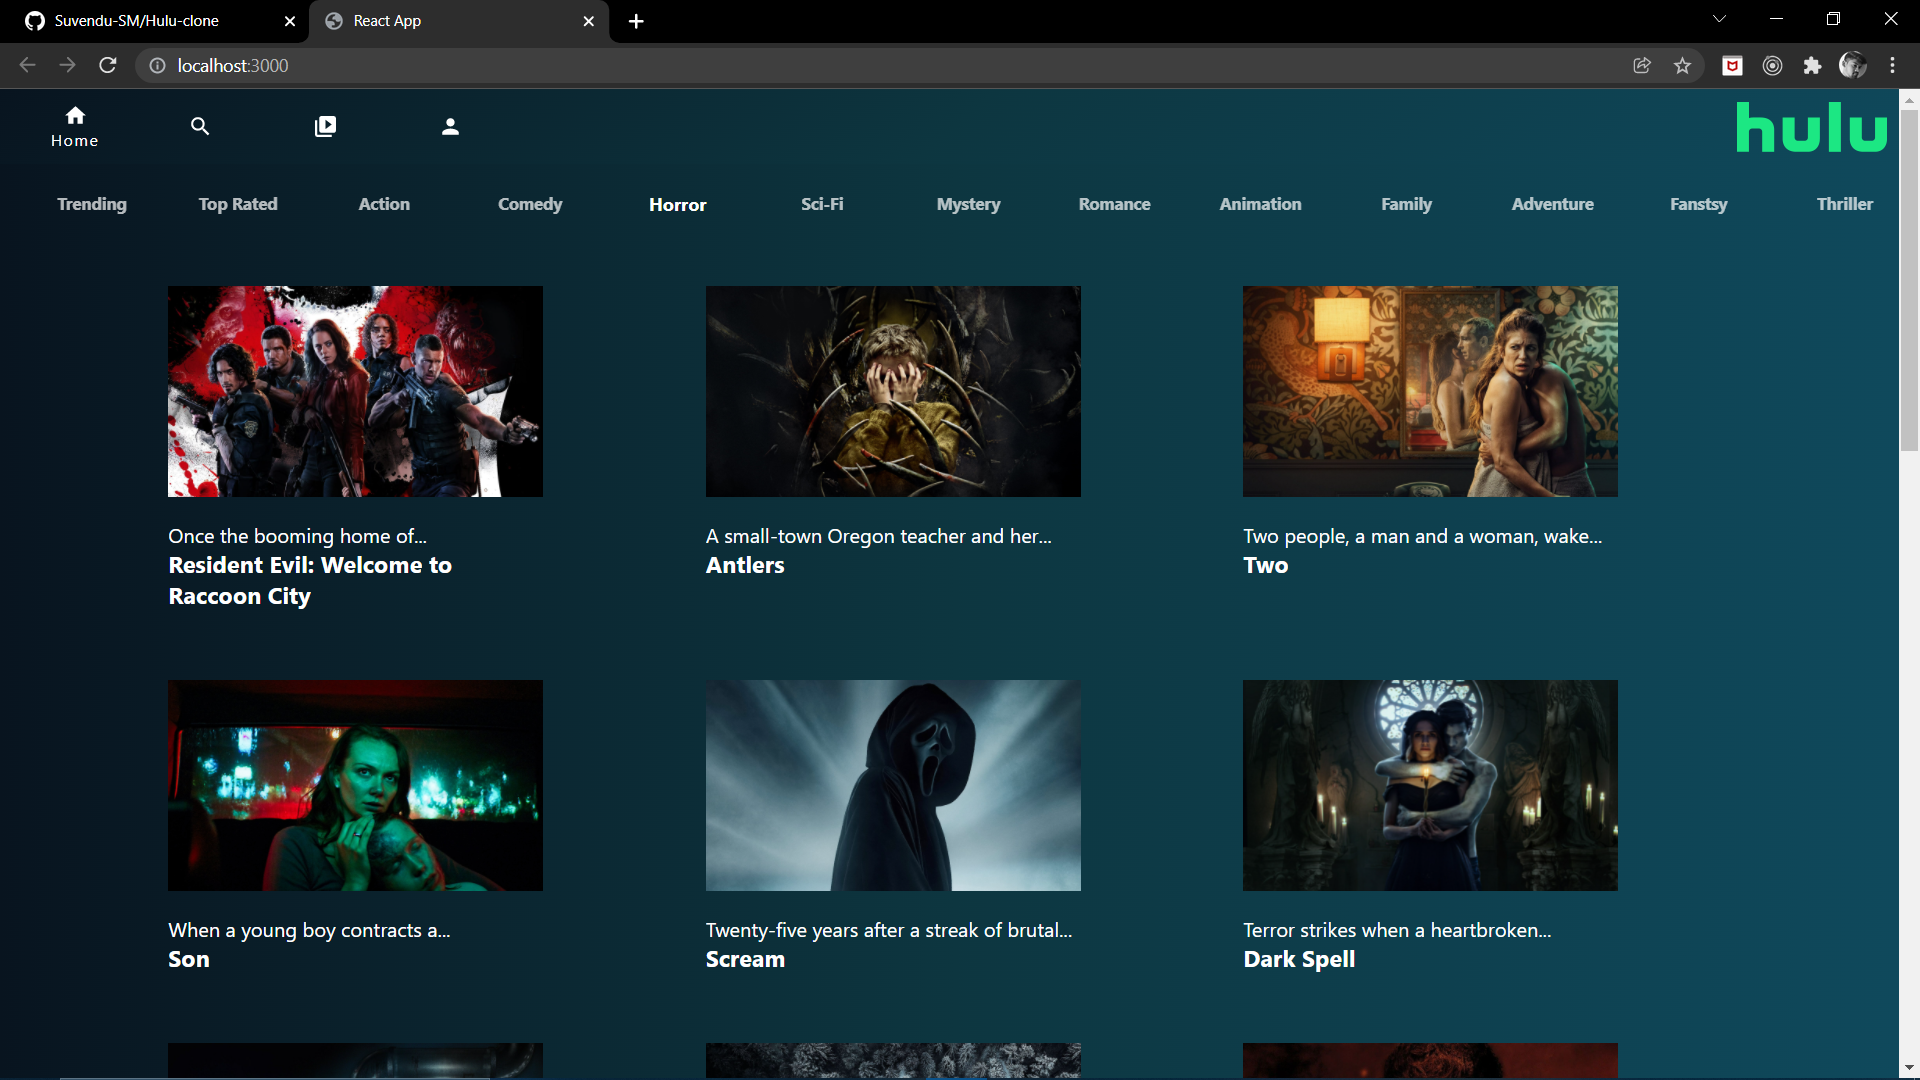 Suvendu-SM/Hulu-clone
React App
localhost:3000
Home
hulu
Trending
Top Rated
Action
Comedy
Horror
Sci-Fi
Mystery
Romance
Animation
Family
Adventure
Fanstsy
Thriller
Once the booming home of...
Resident Evil: Welcome to
Raccoon City
A small-town Oregon teacher and her...
Antlers
Two people, a man and a woman, wake...
Two
When a young boy contracts a...
Son
Twenty-five years after a streak of brutal...
Scream
Terror strikes when a heartbroken...
Dark Spell